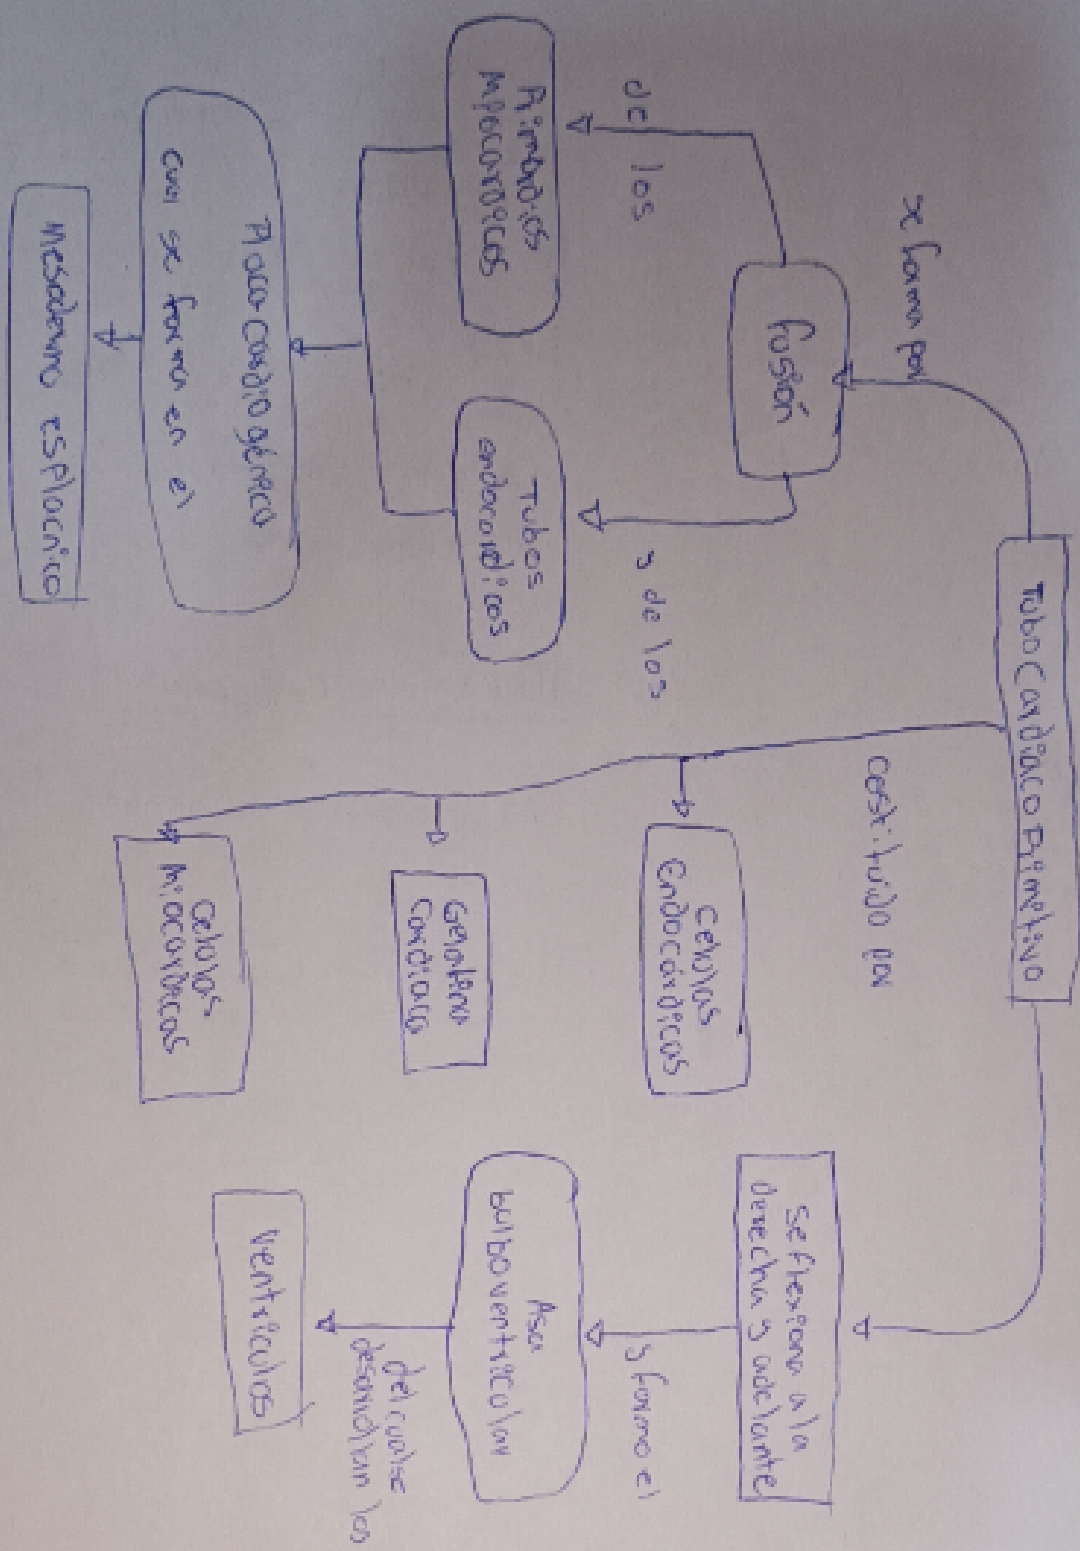 Tubo Cardiaco Primitivo
se forma por
fusión
de los
Primordios
miocardicos
y de los
Tubos
endocardicos
Placa Cardiogénica
cual se forma en el
mesodermo esplacnico
costituido por
Celulas
Endocárdicas
Gelatina
Cardiaca
Celulas
miocardicas
Se flexiona a la
derecha y adelante
y forma el
Asa
bulboventricular
del cual se
desarrollan los
Ventriculos